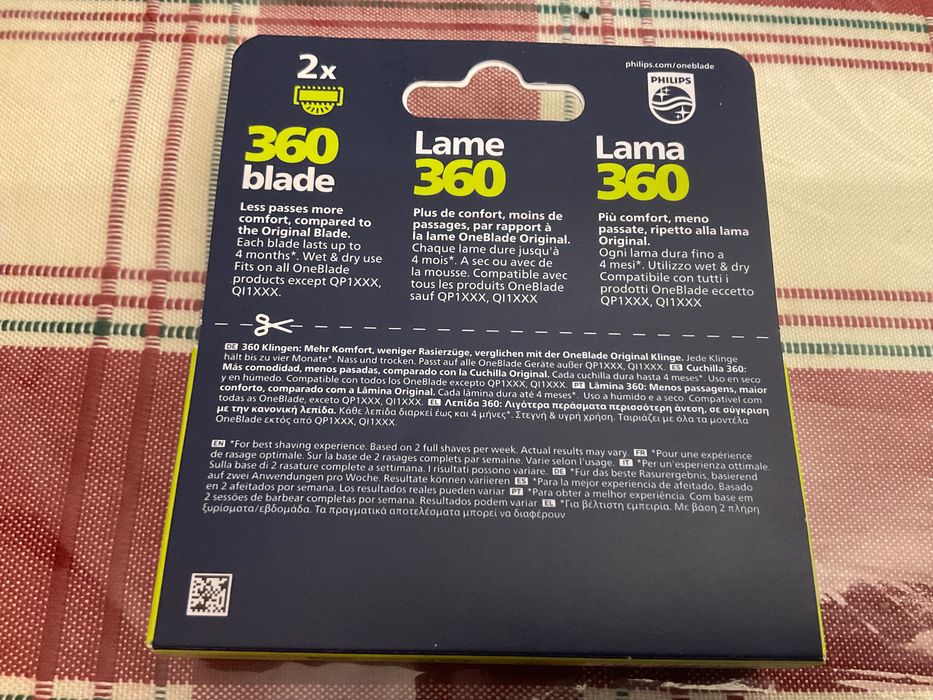 2x
360
blade
Less passes more
comfort, compared to
the Original Blade.
Each blade lasts up to
4 months*. Wet & dry use
Fits on all OneBlade
products except QP1XXX,
QI1XXX.
Lame
360
Plus de confort, moins de
passages, par rapport à
la lame OneBlade Original.
Chaque lame dure jusqu'à
4 mois*. A sec ou avec de
la mousse. Compatible avec
tous les produits OneBlade
sauf QP1XXX, QI1XXX
philips.com/oneblade
PHILIPS
Lama
360
Più comfort, meno
passate, ripetto alla lama
Original.
Ogni lama dura fino a
4 mesi*. Utilizzo wet & dry
Compatibile con tutti i
prodotti OneBlade eccetto
QP1XXX, QI1XXX
DE 360 Klingen: Mehr Komfort, weniger Rasierzüge, verglichen mit der OneBlade Original Klinge. Jede Klinge
hält bis zu vier Monate*. Nass und trocken. Passt auf alle OneBlade Geräte außer QP1XXX, QI1XXX. ES Cuchilla 360:
Más comodidad, menos pasadas, comparado con la Cuchilla Original. Cada cuchilla dura hasta 4 meses*. Uso en seco
y en húmedo. Compatible con todos los OneBlade excepto QP1XXX, QI1XXX. PT Lâmina 360: Menos passagens, maior
conforto, comparado com a Lâmina Original. Cada lâmina dura até 4 meses*. Uso a húmido e a seco. Compativel com
todas as OneBlade, exceto QP1XXX, QI1XXX. EL Λεπίδα 360: Λιγότερα περάσματα περισσότερη άνεση, σε σύγκριση
με την κανονική λεπίδα. Κάθε λεπίδα διαρκεί έως και 4 μήνες*. Στεγνή & υγρή χρήση. Ταιριάζει με όλα τα μοντέλα
OneBlade εκτός από QP1XXX, QI1XXX.
EN *For best shaving experience. Based on 2 full shaves per week. Actual results may vary. FR *Pour une expérience
de rasage optimale. Sur la base de 2 rasages complets par semaine. Varie selon l'usage. IT *Per un'esperienza ottimale.
Sulla base di 2 rasature complete a settimana. I risultati possono variare. DE *Für das beste Rasurergebnis, basierend
auf zwei Anwendungen pro Woche. Resultate können variieren ES *Para la mejor experiencia de afeitado. Basado
en 2 afeitados por semana. Los resultados reales pueden variar PT *Para obter a melhor experiência. Com base em
2 sessões de barbear completas por semana. Resultados podem variar EL *Για βέλτιστη εμπειρία. Με βάση 2 πλήρη
ξυρίσματα/εβδομάδα. Τα πραγματικά αποτελέσματα μπορεί να διαφέρουν